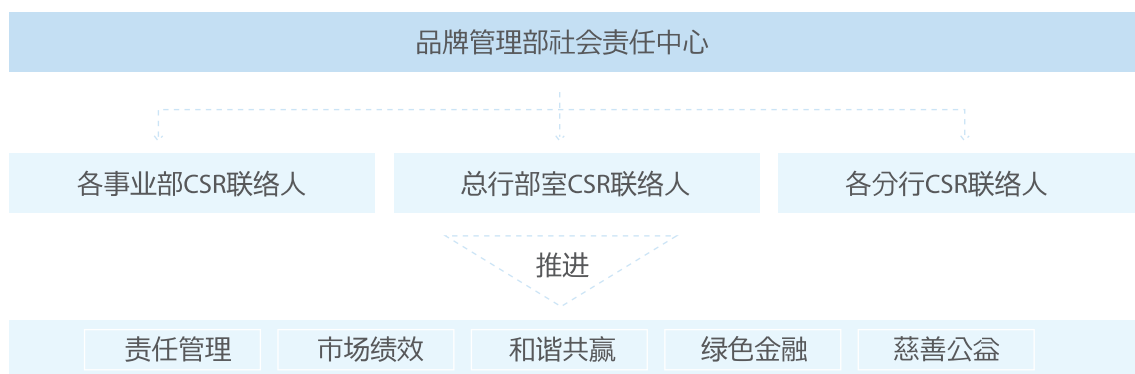 品牌管理部社会责任中心
各事业部CSR联络人 总行部室CSR联络人 各分行CSR联络人
推进
责任管理 市场绩效 和谐共赢 绿色金融 慈善公益